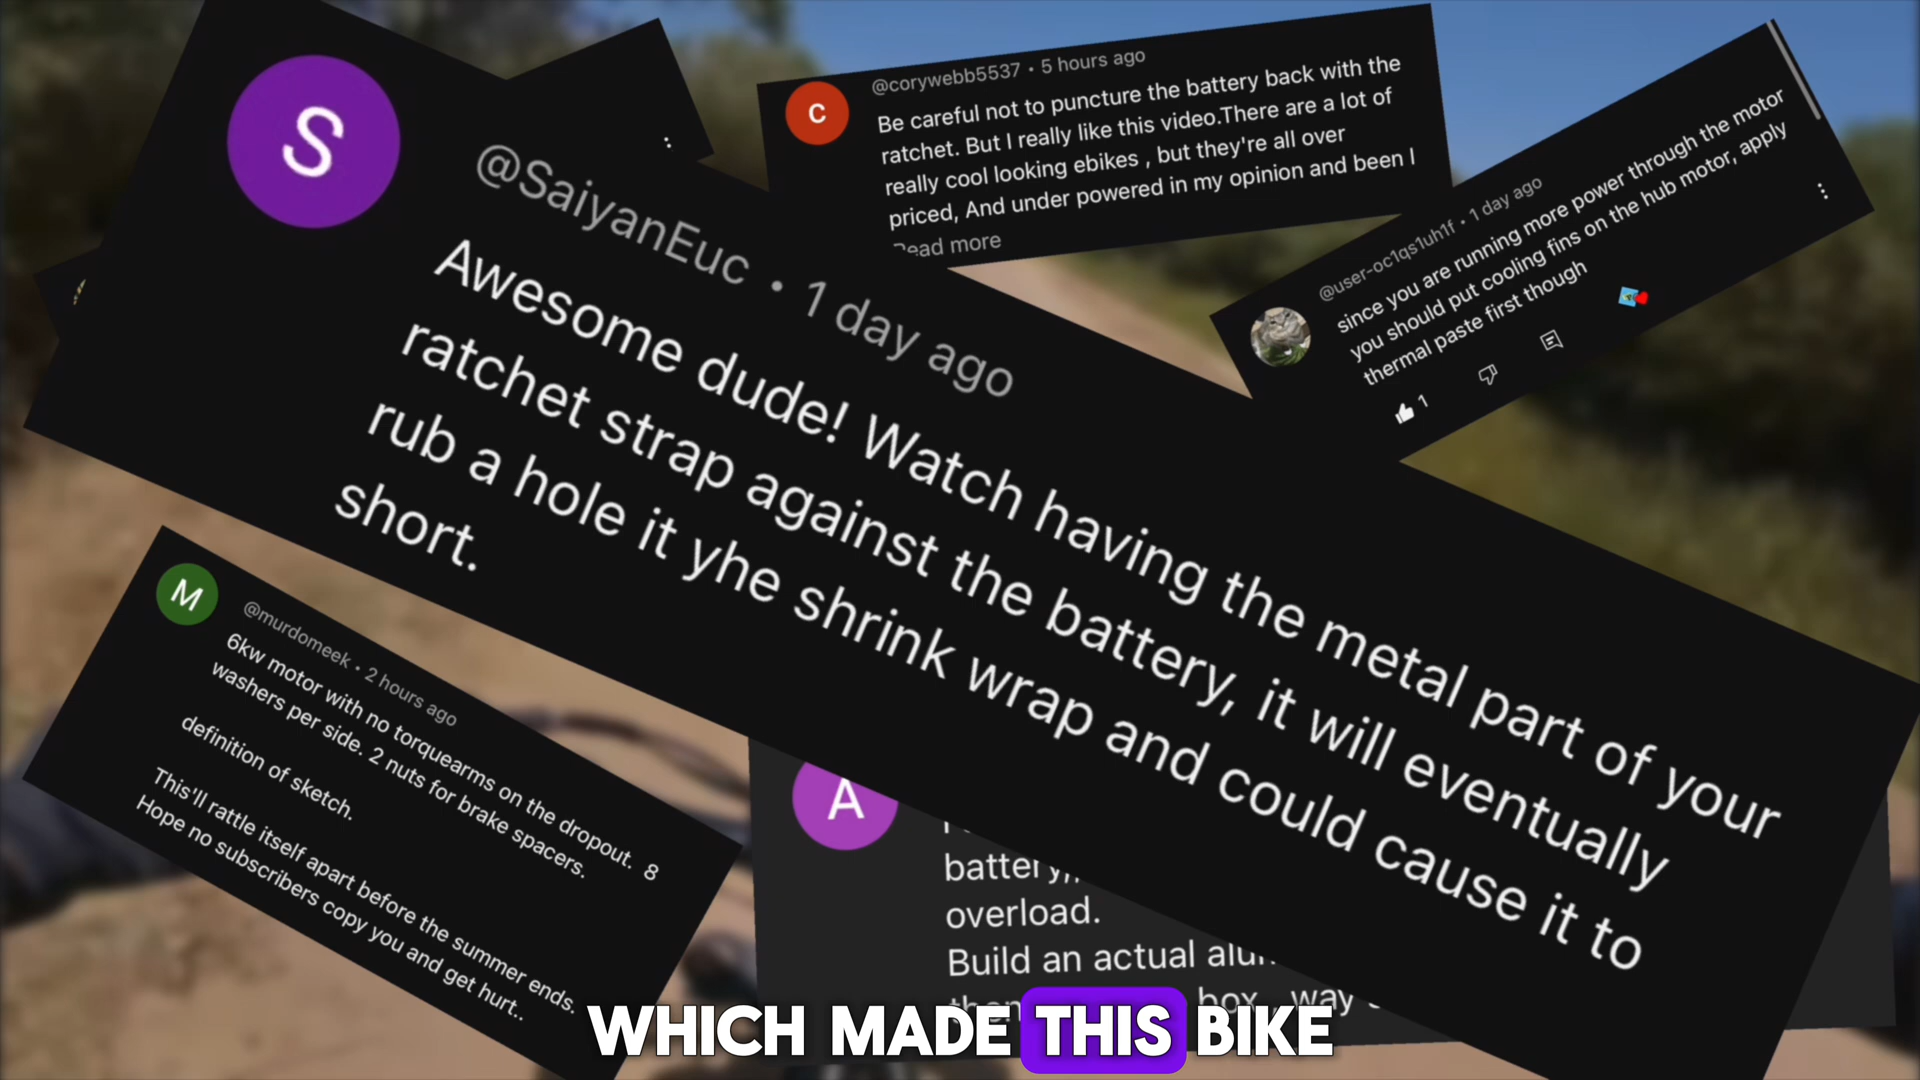 S
@SaiyanEuc • 1 day ago
Awesome dude! Watch having the metal part of your
ratchet strap against the battery, it will eventually
rub a hole it yhe shrink wrap and could cause it to
short.
C
@corywebb5537 • 5 hours ago
Be careful not to puncture the battery back with the
ratchet. But I really like this video.There are a lot of
really cool looking ebikes , but they're all over
priced, And under powered in my opinion and been I
Read more
@user-oc1qs1uh1f • 1 day ago
since you are running more power through the motor
you should put cooling fins on the hub motor, apply
thermal paste first though
1
M
@murdomeek • 2 hours ago
6kw motor with no torquearms on the dropout. 8
washers per side. 2 nuts for brake spacers.
definition of sketch.
This'll rattle itself apart before the summer ends.
Hope no subscribers copy you and get hurt..
A
battery,
overload.
Build an actual
box way
WHICH MADE THIS BIKE